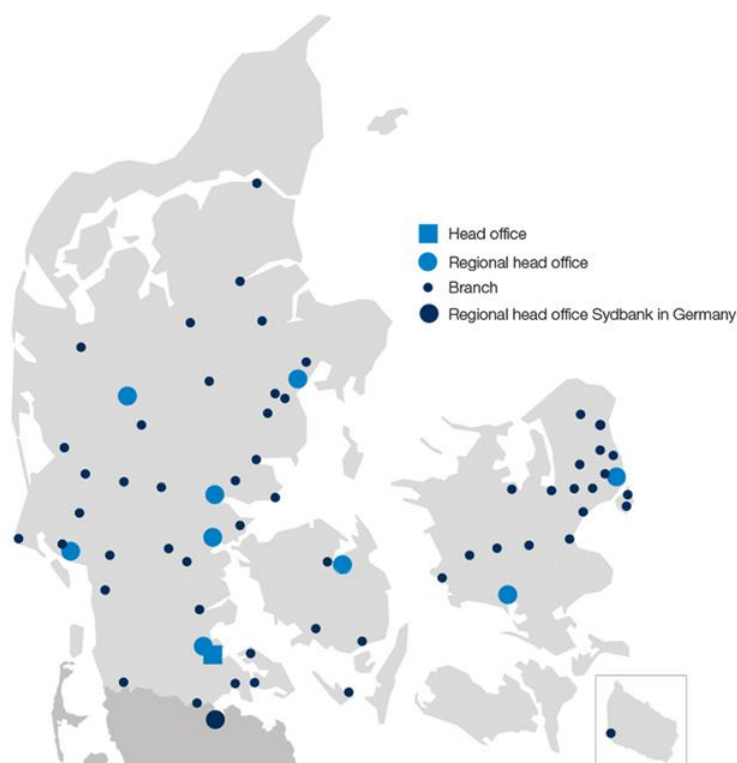 Head office
Regional head office
Branch
Regional head office Sydbank in Germany